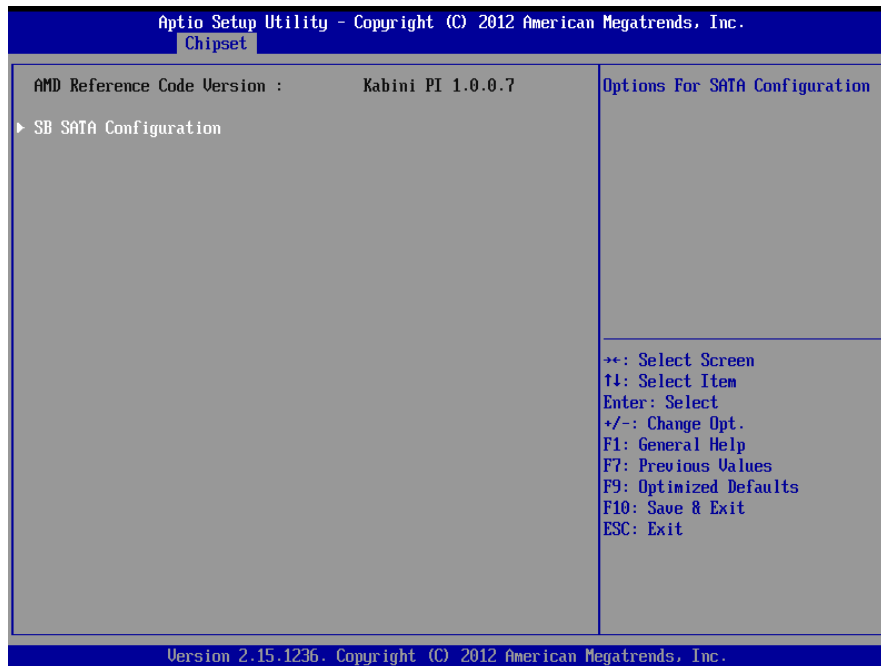 Aptio Setup Utility - Copyright (C) 2012 American Megatrends, Inc.
Chipset
AMD Reference Code Version : Kabini PI 1.0.0.7
SB SATA Configuration
Options For SATA Configuration
→←: Select Screen
↑↓: Select Item
Enter: Select
+/-: Change Opt.
F1: General Help
F7: Previous Values
F9: Optimized Defaults
F10: Save & Exit
ESC: Exit
Version 2.15.1236. Copyright (C) 2012 American Megatrends, Inc.